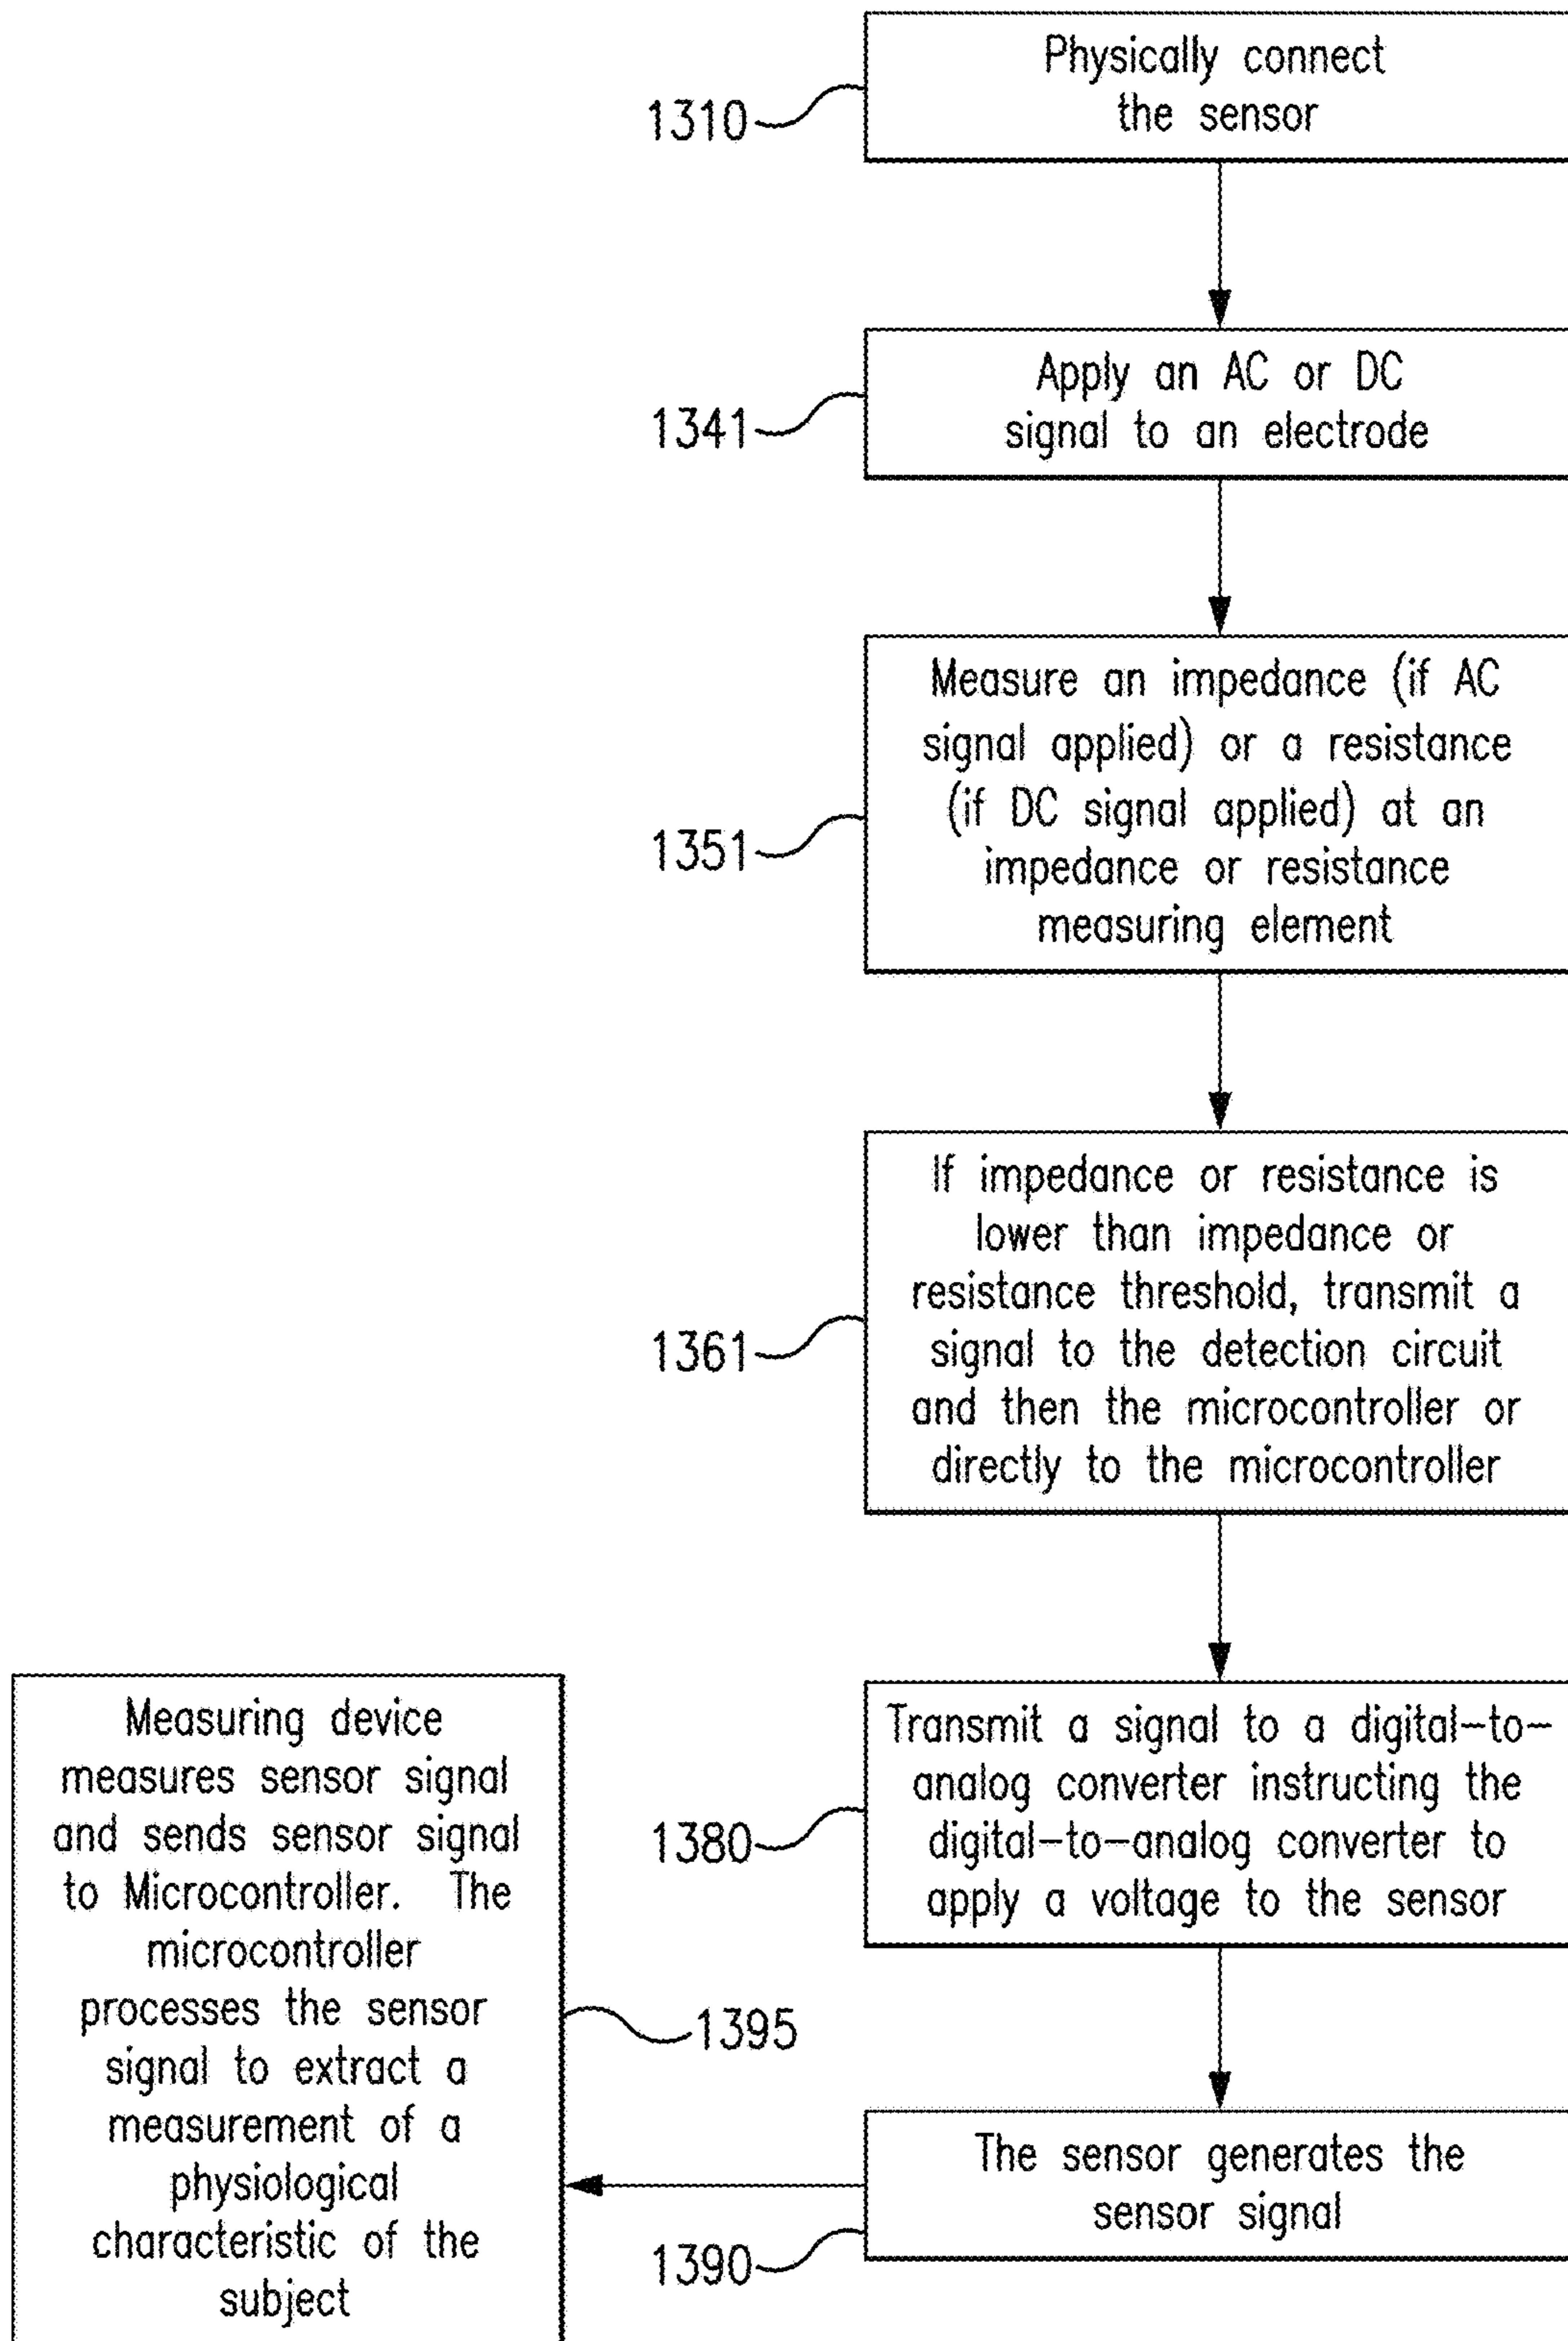 Physically connect
the sensor
1310
Apply an AC or DC
signal to an electrode
1341
Measure an impedance (if AC
signal applied) or a resistance
(if DC signal applied) at an
impedance or resistance
measuring element
1351
If impedance or resistance is
lower than impedance or
resistance threshold, transmit a
signal to the detection circuit
and then the microcontroller or
directly to the microcontroller
1361
Transmit a signal to a digital-to-
analog converter instructing the
digital-to-analog converter to
apply a voltage to the sensor
1380
The sensor generates the
sensor signal
1390
Measuring device
measures sensor signal
and sends sensor signal
to Microcontroller. The
microcontroller
processes the sensor
signal to extract a
measurement of a
physiological
characteristic of the
subject
1395